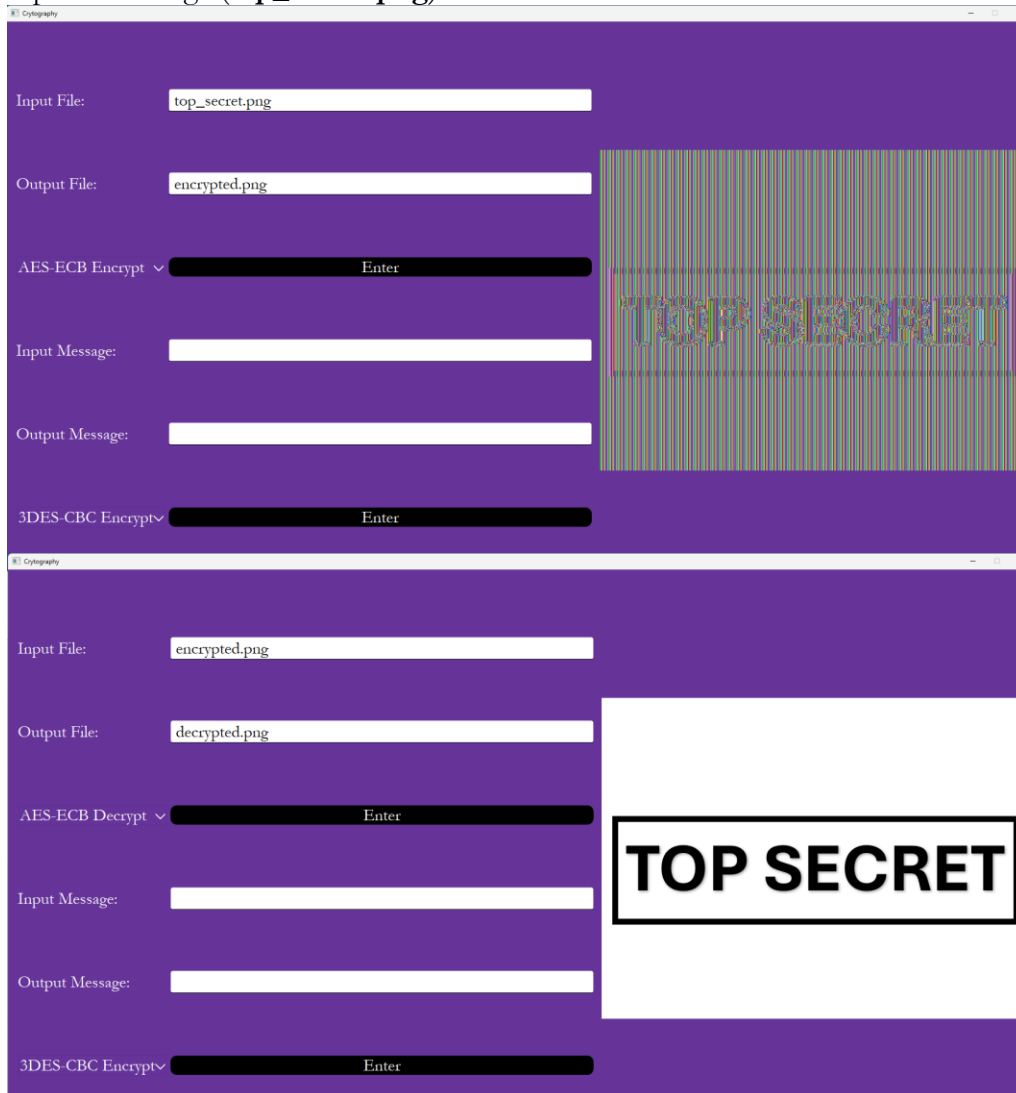 Crytography
Input File: top_secret.png
Output File: encrypted.png
AES-ECB Encrypt Enter
TOP SECRET
Input Message:
Output Message:
3DES-CBC Encrypt Enter
Crytography
Input File: encrypted.png
Output File: decrypted.png
AES-ECB Decrypt Enter
TOP SECRET
Input Message:
Output Message:
3DES-CBC Encrypt Enter